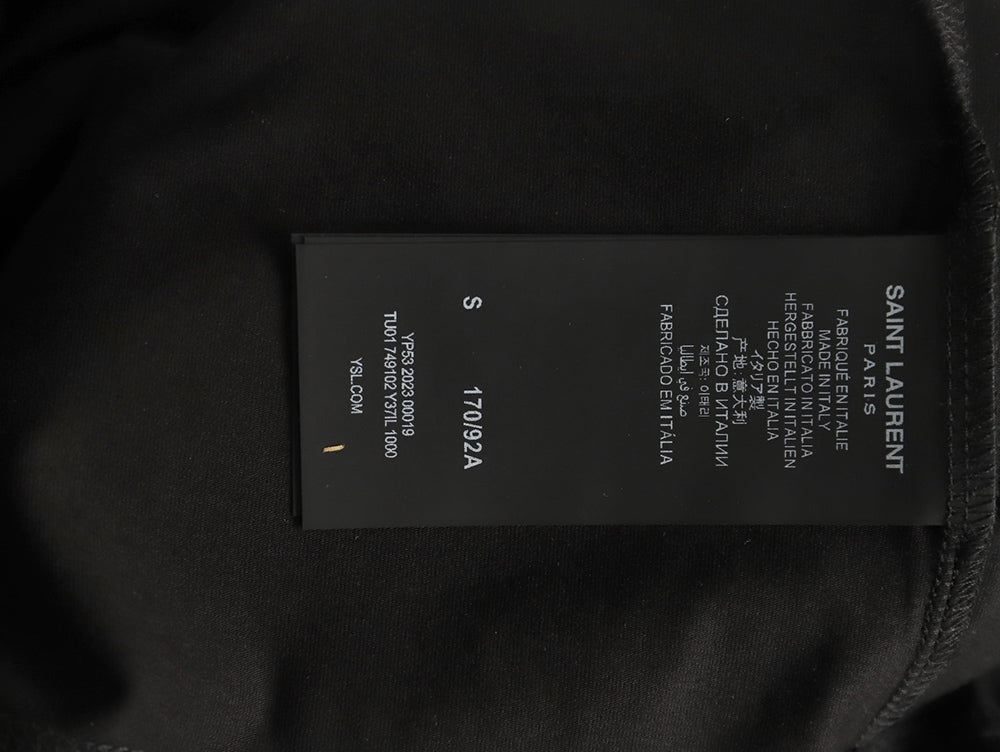 SAINT LAURENT
PARIS
FABRIQUÉ EN ITALIE
MADE IN ITALY
FABBRICATO IN ITALIA
HERGESTELLT IN ITALIEN
HECHO EN ITALIA
イタリア製
产地:意大利
СДЕЛАНО В ИТАЛИИ
제조국: 이태리
صنع في إيطاليا
FABRICADO EM ITÁLIA
S 170/92A
YP53 2023 00019
TU01 749102 Y37IL 1000
YSL.COM